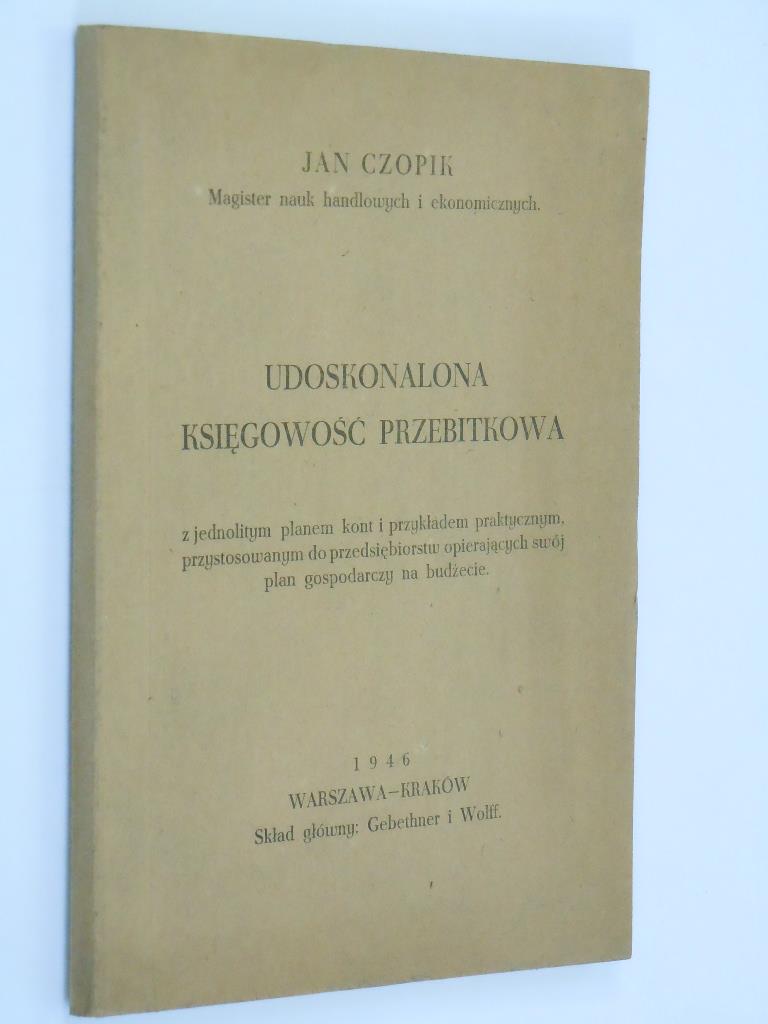 JAN CZOPIK
Magister nauk handlowych i ekonomicznych.
UDOSKONALONA
KSIĘGOWOŚĆ PRZEBITKOWA
z jednolitym planem kont i przykładem praktycznym,
przystosowanym do przedsiębiorstw opierających swój
plan gospodarczy na budżecie.
1946
WARSZAWA—KRAKÓW
Skład główny: Gebethner i Wolff.